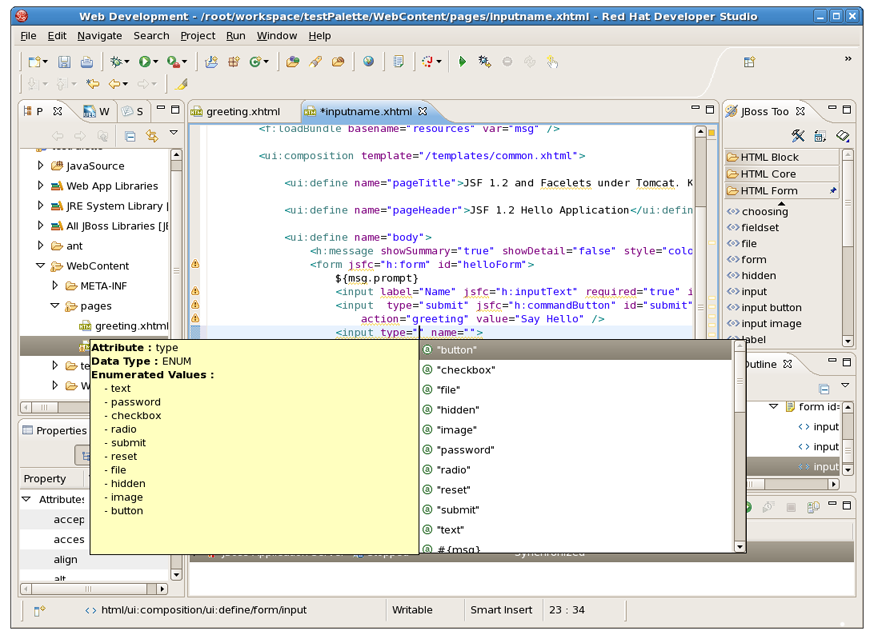 Web Development - /root/workspace/testPalette/WebContent/pages/inputname.xhtml - Red Hat Developer Studio
File Edit Navigate Search Project Run Window Help
P W S
JavaSource
Web App Libraries
JRE System Library [
All JBoss Libraries [JE
ant
WebContent
META-INF
pages
greeting.xhtml
te
W
Properties
Property
Attributes
accep
acces
align
alt
greeting.xhtml *inputname.xhtml
<f:loadBundle basename="resources" var="msg" />
<ui:composition template="/templates/common.xhtml">
<ui:define name="pageTitle">JSF 1.2 and Facelets under Tomcat. K
<ui:define name="pageHeader">JSF 1.2 Hello Application</ui:defin
<ui:define name="body">
<h:message showSummary="true" showDetail="false" style="colo
<form jsfc="h:form" id="helloForm">
${msg.prompt}
<input label="Name" jsfc="h:inputText" required="true" i
<input  type="submit" jsfc="h:commandButton" id="submit"
action="greeting" value="Say Hello" />
<input type="" name="">
Attribute : type
Data Type : ENUM
Enumerated Values :
- text
- password
- checkbox
- radio
- submit
- reset
- file
- hidden
- image
- button
"button"
"checkbox"
"file"
"hidden"
"image"
"password"
"radio"
"reset"
"submit"
"text"
#{msg}
JBoss Too
HTML Block
HTML Core
HTML Form
choosing
fieldset
file
form
hidden
input
input button
input image
label
Outline
form id=
input
input
input
html/ui:composition/ui:define/form/input Writable Smart Insert 23 : 34